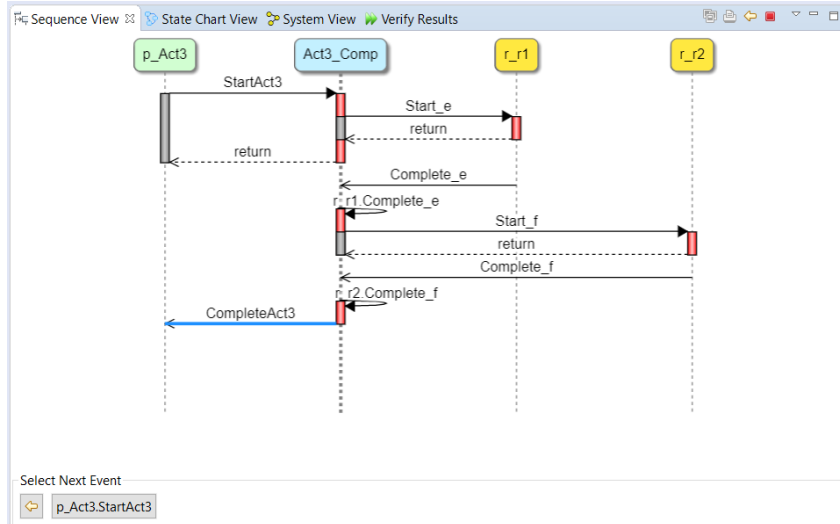 Sequence View State Chart View System View Verify Results
p_Act3 Act3_Comp r_r1 r_r2
StartAct3
Start_e
return
return
Complete_e
r_r1.Complete_e
Start_f
return
Complete_f
r_r2.Complete_f
CompleteAct3
Select Next Event
p_Act3.StartAct3